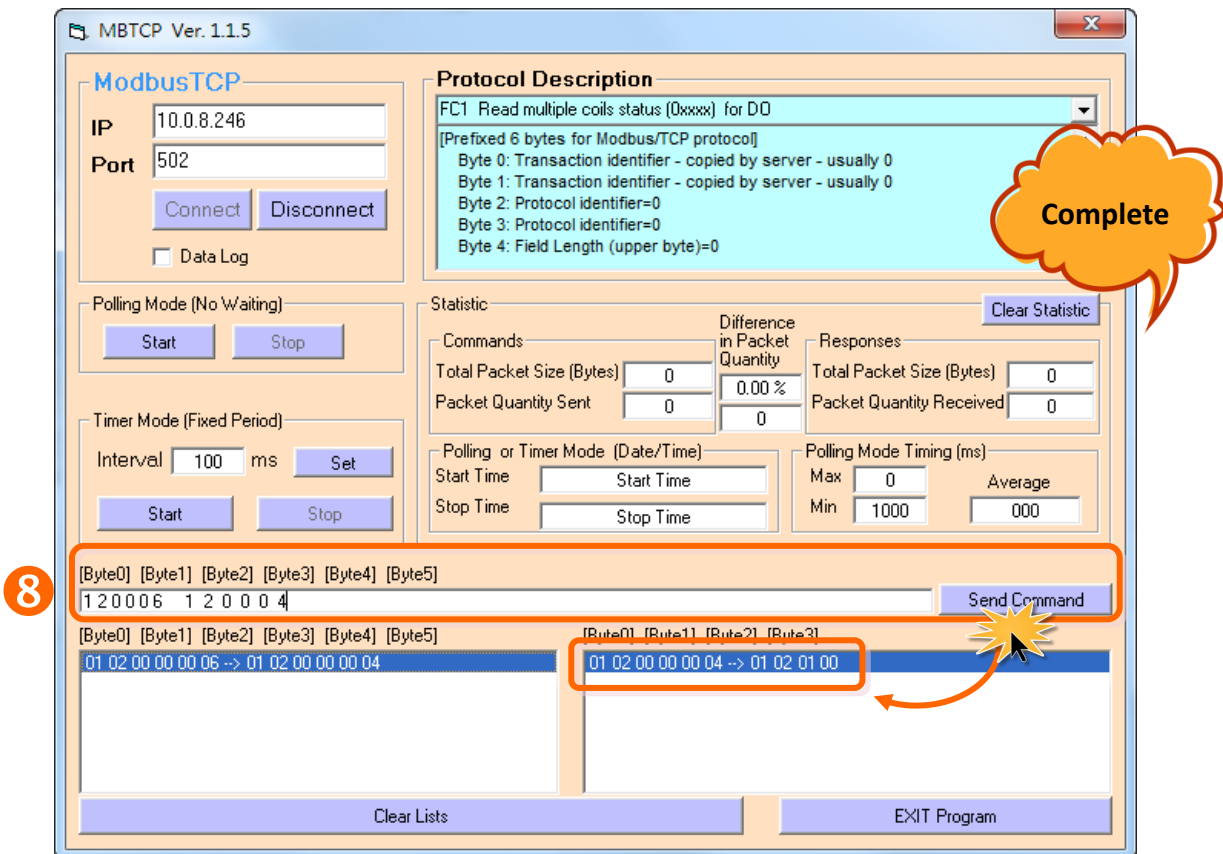 MBTCP Ver. 1.1.5
ModbusTCP
IP 10.0.8.246
Port 502
Connect Disconnect
Data Log
Protocol Description
FC1 Read multiple coils status (0xxxx) for DO
[Prefixed 6 bytes for Modbus/TCP protocol]
Byte 0: Transaction identifier - copied by server - usually 0
Byte 1: Transaction identifier - copied by server - usually 0
Byte 2: Protocol identifier=0
Byte 3: Protocol identifier=0
Byte 4: Field Length (upper byte)=0
Complete
Polling Mode (No Waiting)
Start Stop
Timer Mode (Fixed Period)
Interval 100 ms Set
Start Stop
Statistic
Clear Statistic
Commands
Total Packet Size (Bytes) 0
Packet Quantity Sent 0
Difference
in Packet
Quantity
0.00 %
0
Responses
Total Packet Size (Bytes) 0
Packet Quantity Received 0
Polling or Timer Mode (Date/Time)
Start Time Start Time
Stop Time Stop Time
Polling Mode Timing (ms)
Max 0
Min 1000
Average
000
8
[Byte0] [Byte1] [Byte2] [Byte3] [Byte4] [Byte5]
1 2 0 0 0 6 1 2 0 0 0 4
Send Command
[Byte0] [Byte1] [Byte2] [Byte3] [Byte4] [Byte5]
01 02 00 00 00 06 --> 01 02 00 00 00 04
[Byte0] [Byte1] [Byte2] [Byte3]
01 02 00 00 00 04 --> 01 02 01 00
Clear Lists
EXIT Program